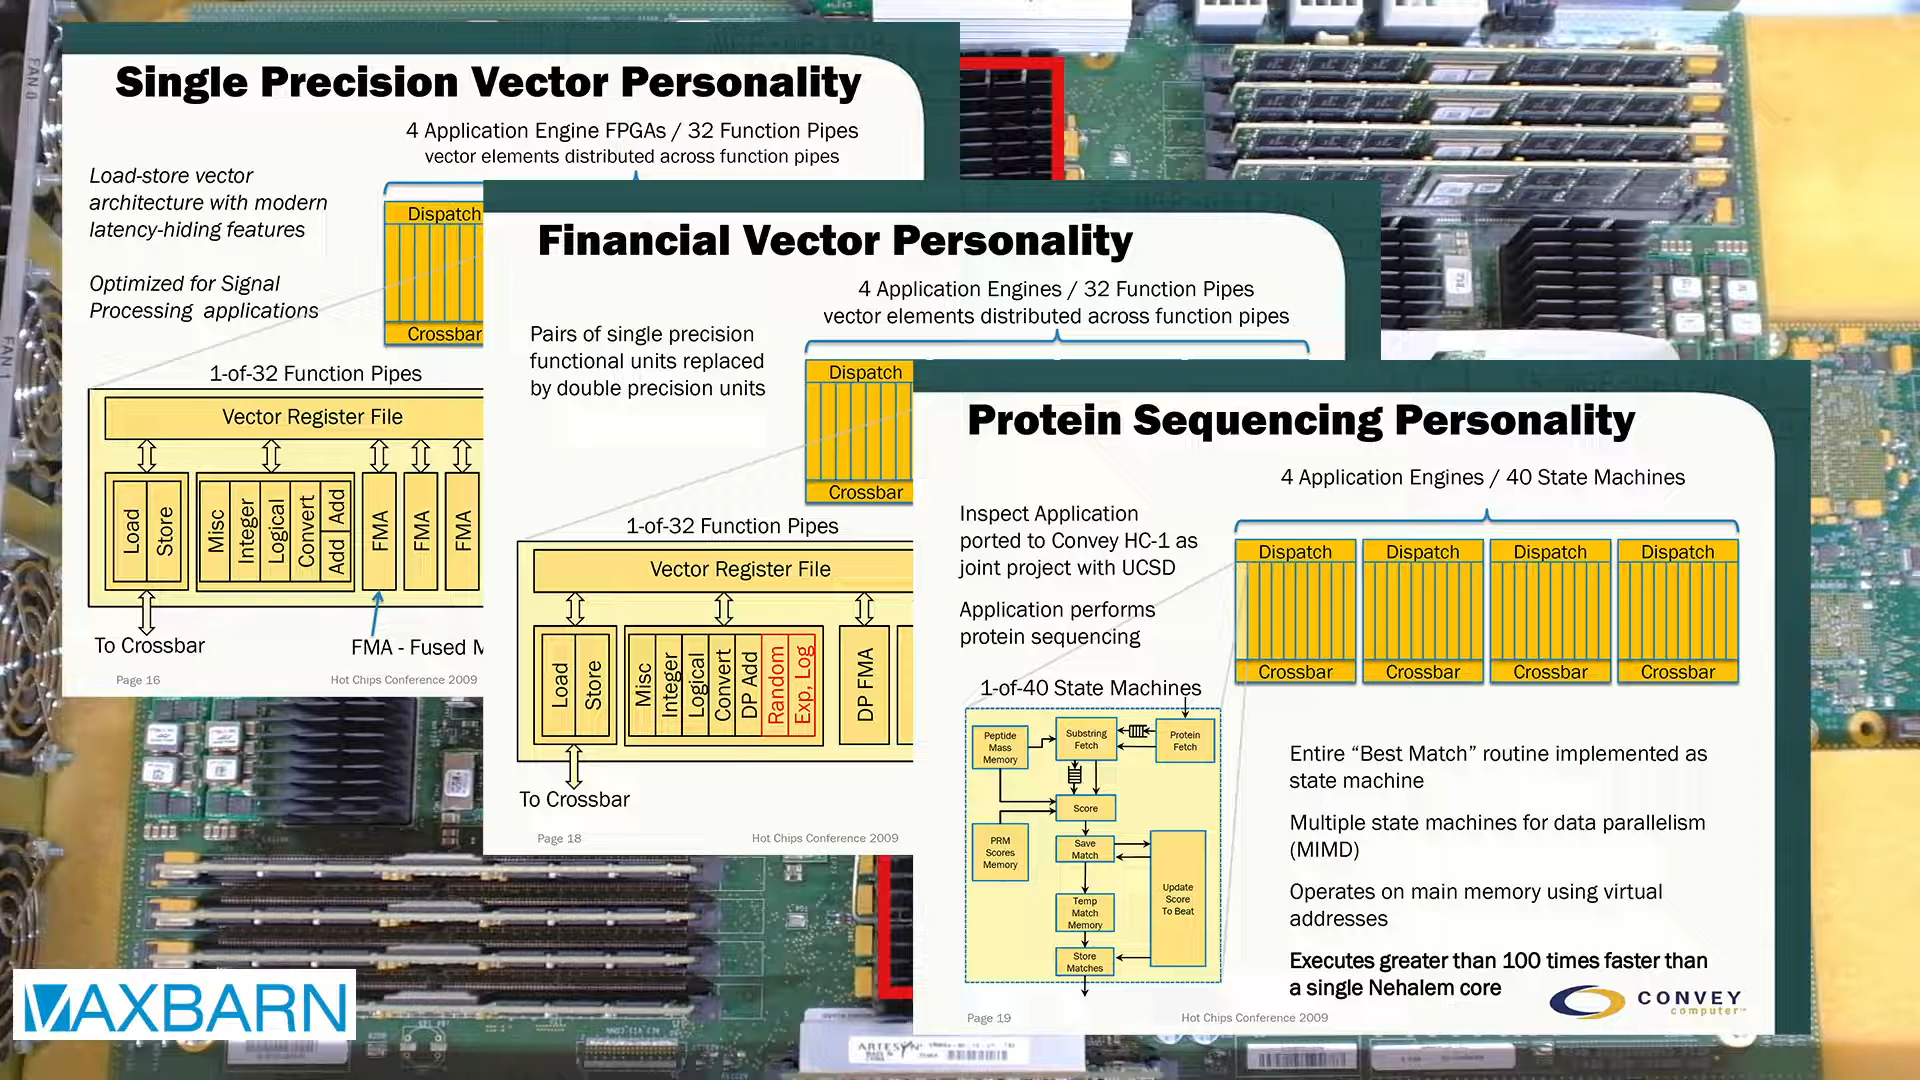 Single Precision Vector Personality
4 Application Engine FPGAs / 32 Function Pipes
vector elements distributed across function pipes
Load-store vector
architecture with modern
latency-hiding features
Optimized for Signal
Processing applications
Dispatch
Crossbar
1-of-32 Function Pipes
Vector Register File
Load
Store
Misc
Integer
Logical
Convert
Add
Add
FMA
FMA
FMA
To Crossbar
FMA - Fused M
Page 16
Hot Chips Conference 2009
Financial Vector Personality
4 Application Engines / 32 Function Pipes
vector elements distributed across function pipes
Pairs of single precision
functional units replaced
by double precision units
Dispatch
Crossbar
1-of-32 Function Pipes
Vector Register File
Load
Store
Misc
Integer
Logical
Convert
DP Add
Random
Exp, Log
DP FMA
To Crossbar
Page 18
Hot Chips Conference 2009
Protein Sequencing Personality
4 Application Engines / 40 State Machines
Inspect Application
ported to Convey HC-1 as
joint project with UCSD
Application performs
protein sequencing
Dispatch
Dispatch
Dispatch
Dispatch
Crossbar
Crossbar
Crossbar
Crossbar
1-of-40 State Machines
Peptide
Mass
Memory
Substring
Fetch
Protein
Fetch
Score
PRM
Scores
Memory
Save
Match
Update
Score
To Beat
Temp
Match
Memory
Store
Matches
Entire “Best Match” routine implemented as
state machine
Multiple state machines for data parallelism
(MIMD)
Operates on main memory using virtual
addresses
Executes greater than 100 times faster than
a single Nehalem core
CONVEY
computer™
Page 19
Hot Chips Conference 2009
VAXBARN
FAN 0
FAN 1
ARTESYN